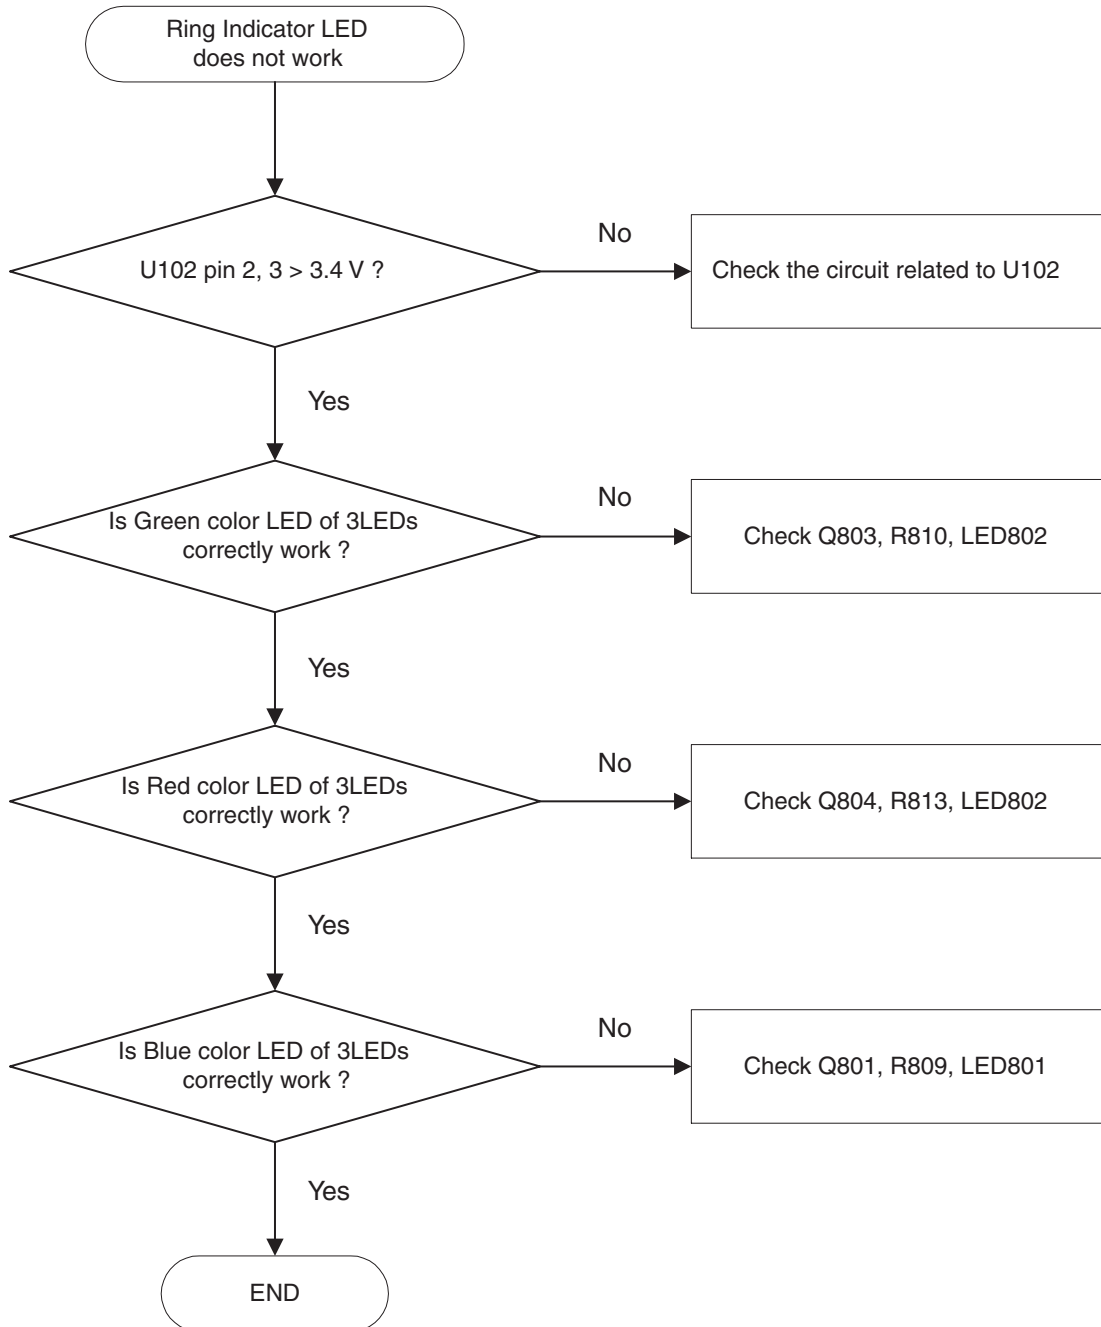 Ring Indicator LED
does not work
U102 pin 2, 3 > 3.4 V ?
No
Check the circuit related to U102
Yes
Is Green color LED of 3LEDs
correctly work ?
No
Check Q803, R810, LED802
Yes
Is Red color LED of 3LEDs
correctly work ?
No
Check Q804, R813, LED802
Yes
Is Blue color LED of 3LEDs
correctly work ?
No
Check Q801, R809, LED801
Yes
END